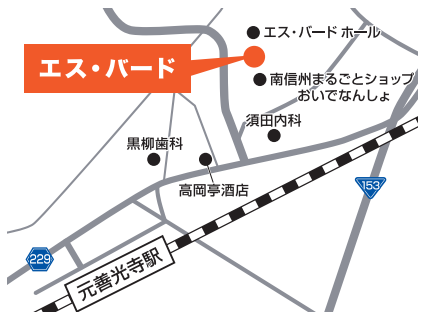 エス・バード ホール
エス・バード
南信州まるごとショップ
おいでなんしょ
須田内科
黒柳歯科
高岡亭酒店
153
229
元善光寺駅